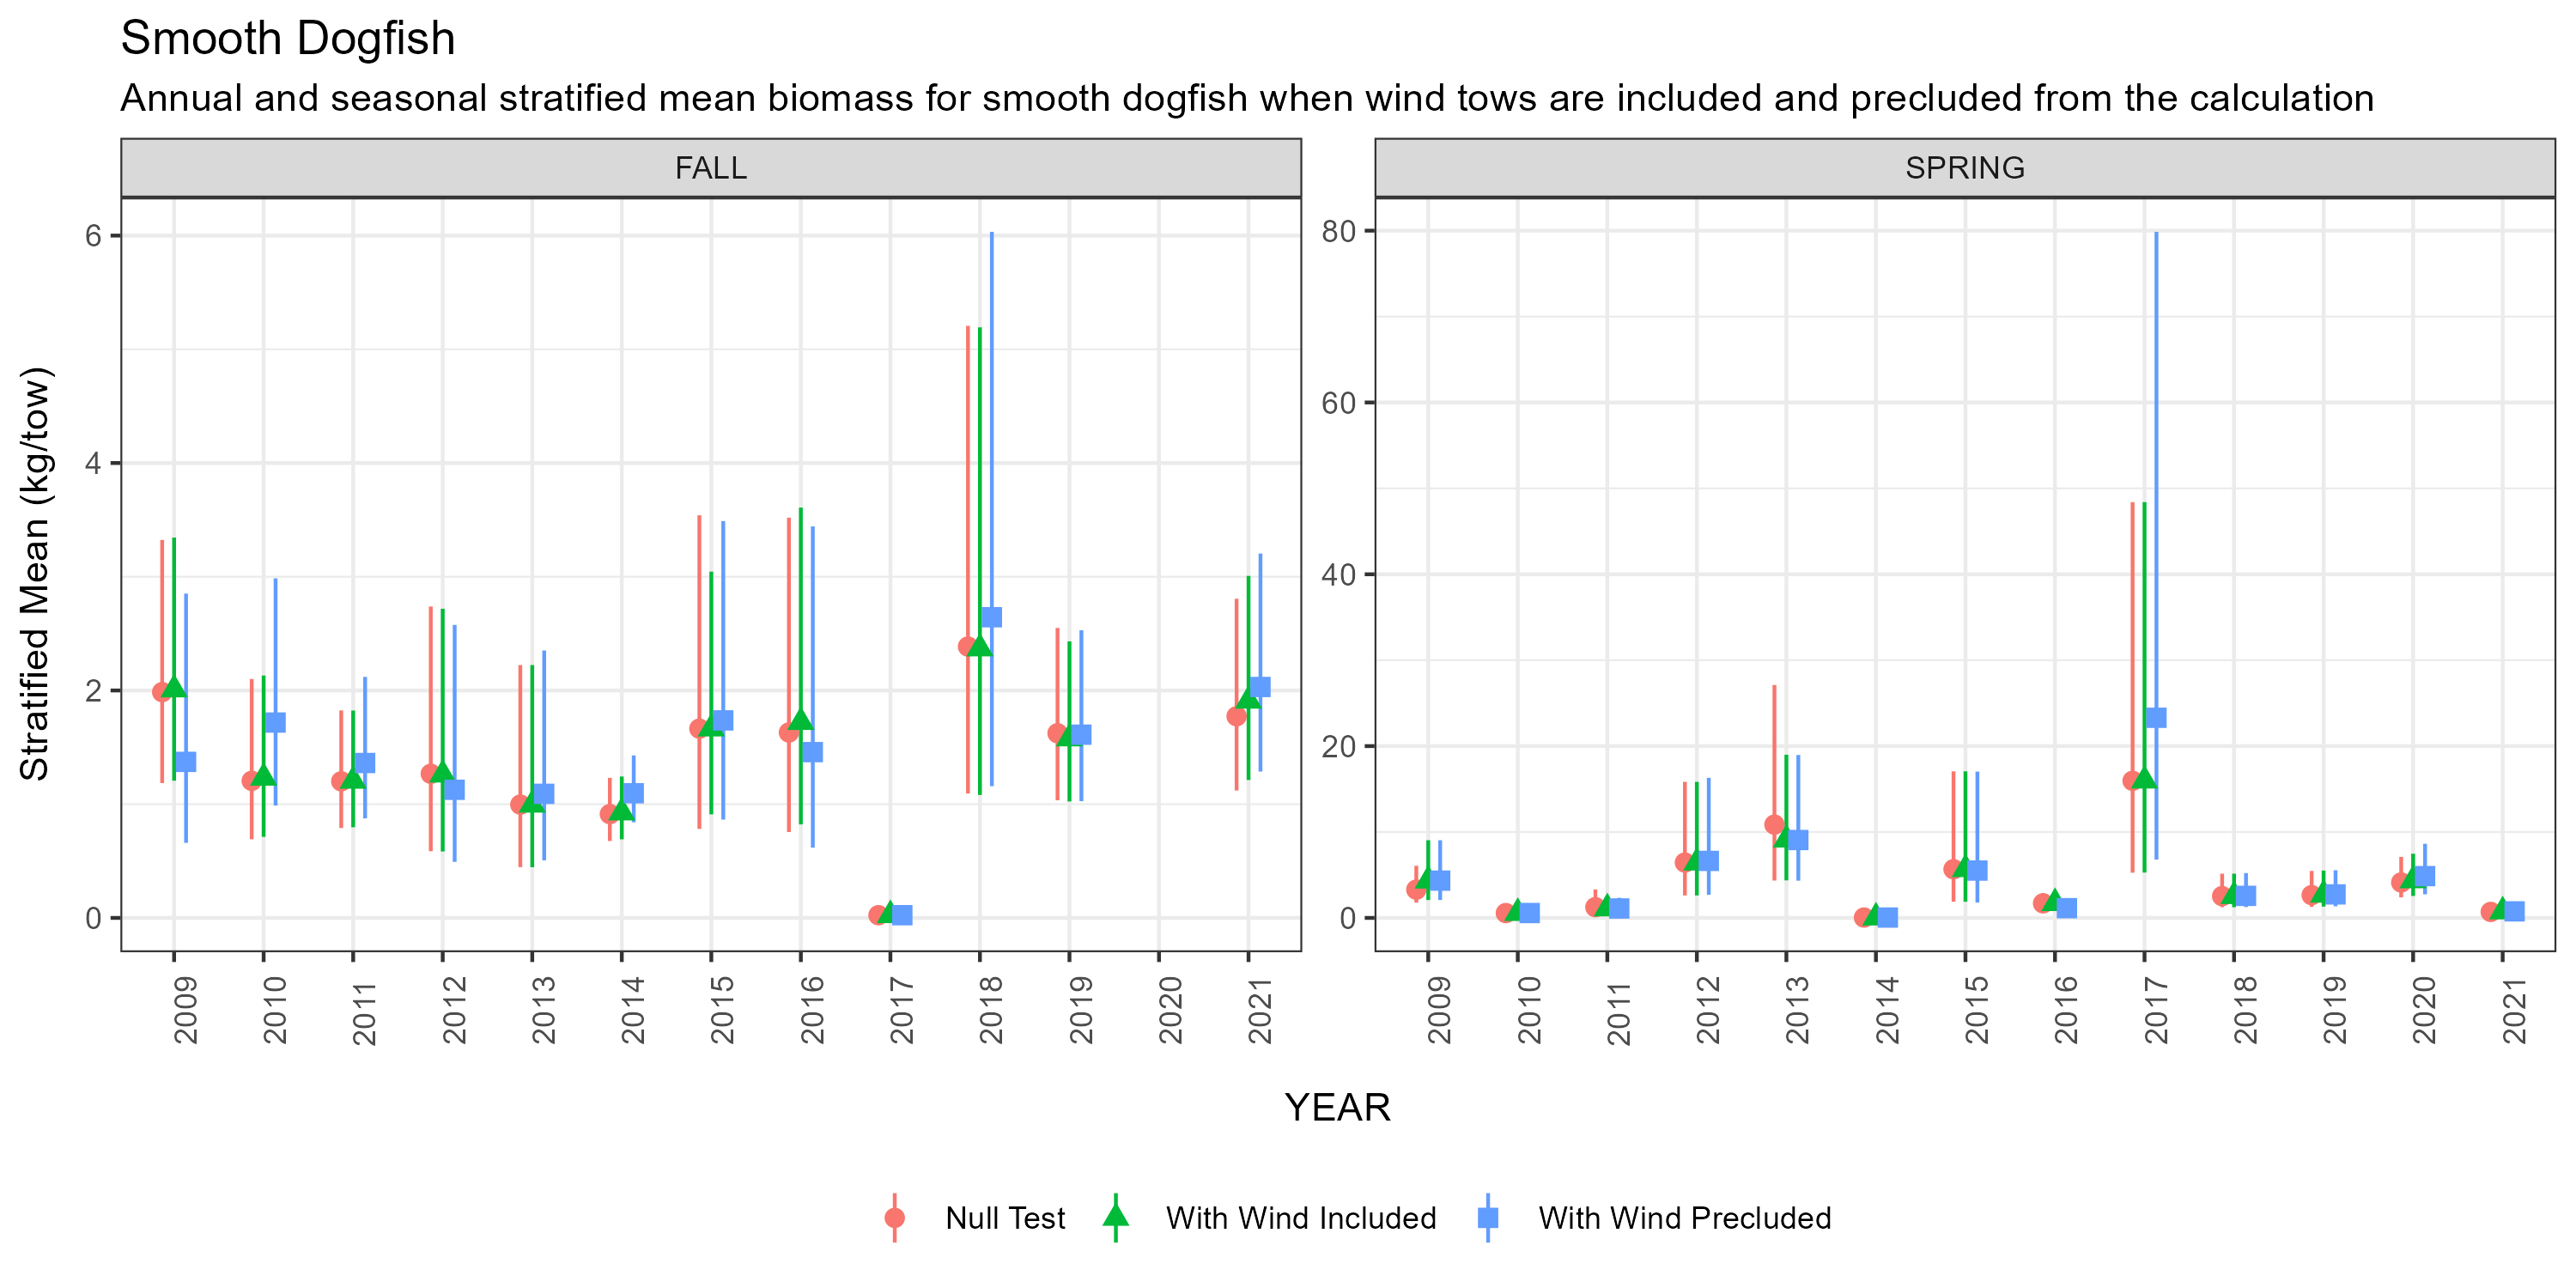 Smooth Dogfish
Annual and seasonal stratified mean biomass for smooth dogfish when wind tows are included and precluded from the calculation
FALL
SPRING
Stratified Mean (kg/tow)
6
4
2
0
80
60
40
20
0
2009 2010 2011 2012 2013 2014 2015 2016 2017 2018 2019 2020 2021
2009 2010 2011 2012 2013 2014 2015 2016 2017 2018 2019 2020 2021
YEAR
Null Test With Wind Included With Wind Precluded